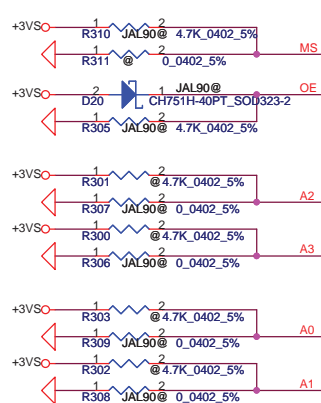 +3VS 1 2
R310 JAL90@ 4.7K_0402_5%
1 2 MS
R311 @ 0_0402_5%
+3VS 2 1 JAL90@ OE
D20 CH751H-40PT_SOD323-2
1 2
R305 JAL90@ 4.7K_0402_5%
+3VS 1 2
R301 @ 4.7K_0402_5%
1 2 A2
R307 JAL90@ 0_0402_5%
+3VS 1 2
R300 @ 4.7K_0402_5%
1 2 A3
R306 JAL90@ 0_0402_5%
+3VS 1 2
R303 @ 4.7K_0402_5%
1 2 A0
R309 JAL90@ 0_0402_5%
+3VS 1 2
R302 @ 4.7K_0402_5%
1 2 A1
R308 JAL90@ 0_0402_5%